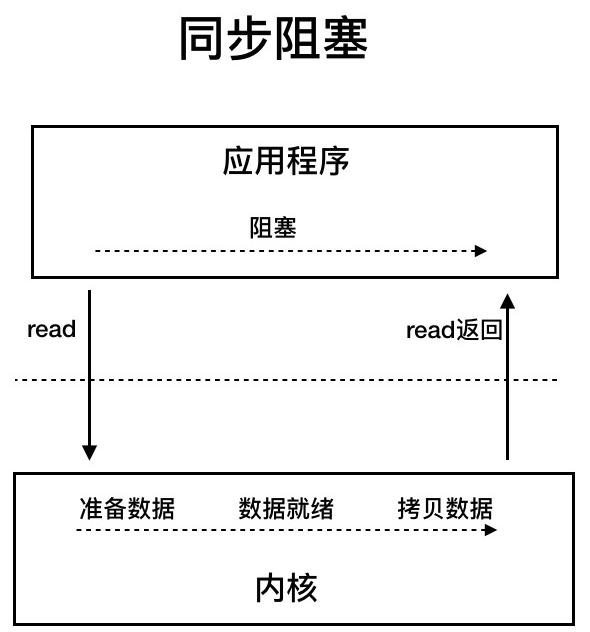 同步阻塞
应用程序
阻塞
read
read返回
准备数据 数据就绪 拷贝数据
内核